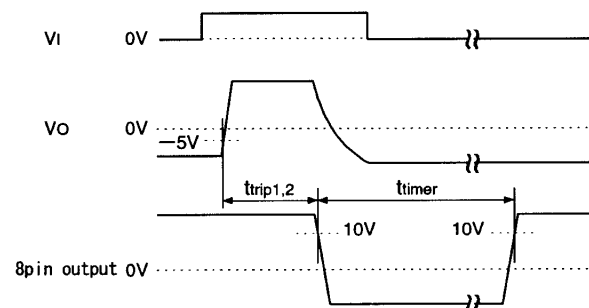 VI 0V
VO 0V
—5V
ttrip1,2 ttimer
10V 10V
8pin output 0V